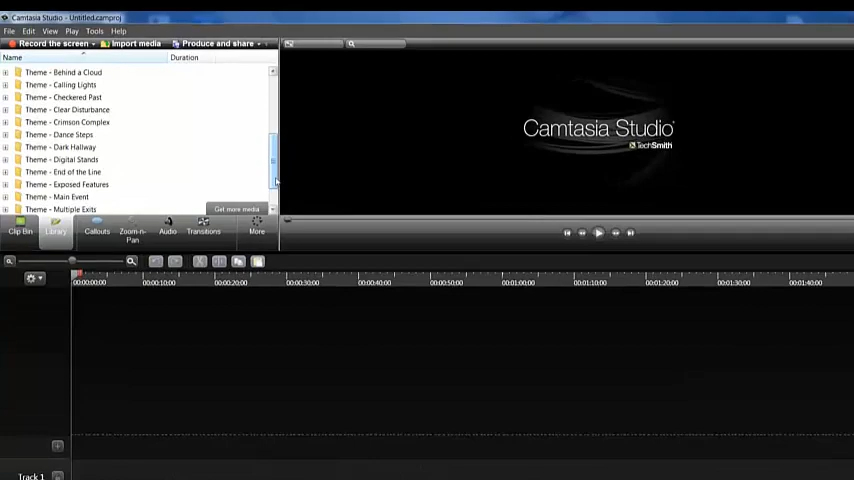 Camtasia Studio - Untitled.camproj
File Edit View Play Tools Help
Record the screen Import media Produce and share
Name Duration
Theme - Behind a Cloud
Theme - Calling Lights
Theme - Checkered Past
Theme - Clear Disturbance
Theme - Crimson Complex
Theme - Dance Steps
Theme - Dark Hallway
Theme - Digital Stands
Theme - End of the Line
Theme - Exposed Features
Theme - Main Event
Theme - Multiple Exits
Get more media
Camtasia Studio
TechSmith
Clip Bin Library Callouts Zoom-n-Pan Audio Transitions More
00:00:00;00 00:00:10;00 00:00:20;00 00:00:30;00 00:00:40;00 00:00:50;00 00:01:00;00 00:01:10;00 00:01:20;00 00:01:30;00 00:01:40;00
Track 1